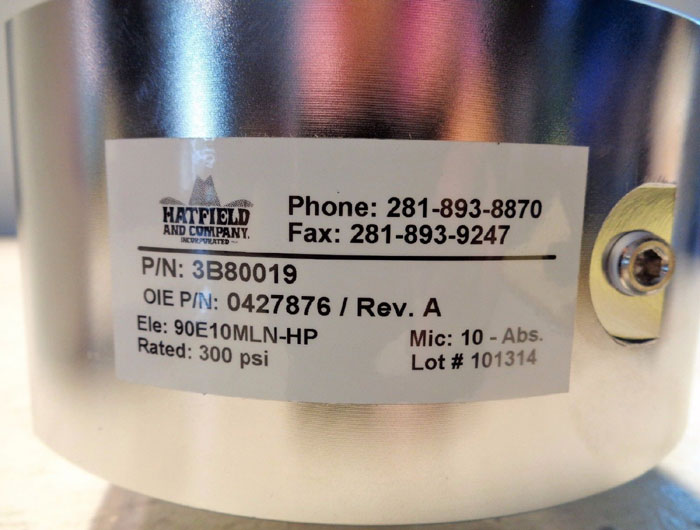 HATFIELD
AND COMPANY,
INCORPORATED
Phone: 281-893-8870
Fax: 281-893-9247
P/N: 3B80019
OIE P/N: 0427876 / Rev. A
Ele: 90E10MLN-HP
Mic: 10 - Abs.
Rated: 300 psi
Lot # 101314